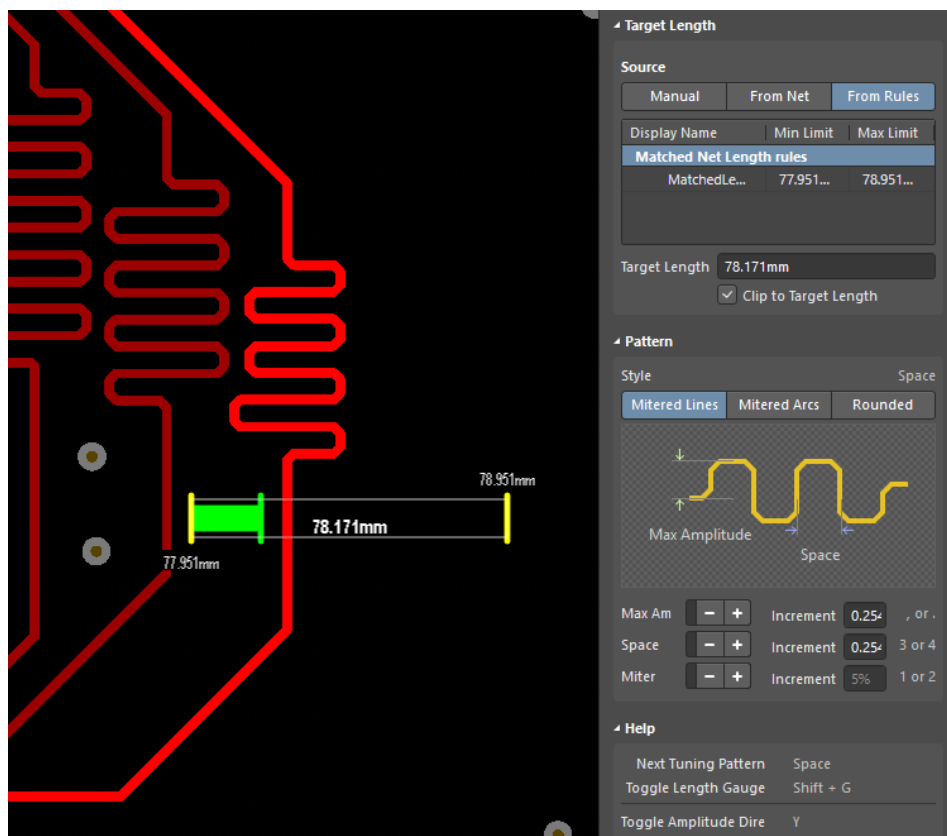 Target Length
Source
Manual From Net From Rules
Display Name Min Limit Max Limit
Matched Net Length rules
MatchedLe... 77.951... 78.951...
Target Length 78.171mm
Clip to Target Length
Pattern
Style Space
Mitered Lines Mitered Arcs Rounded
Max Amplitude
Space
Max Am Increment 0.254 , or .
Space Increment 0.254 3 or 4
Miter Increment 5% 1 or 2
Help
Next Tuning Pattern Space
Toggle Length Gauge Shift + G
Toggle Amplitude Dire Y
78.951mm
78.171mm
77.951mm